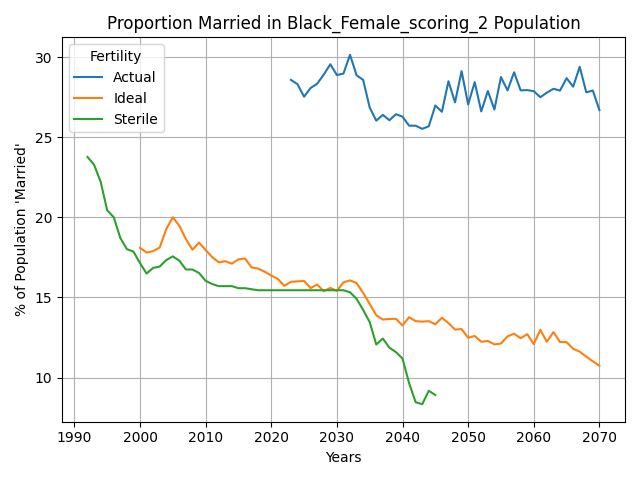 Proportion Married in Black_Female_scoring_2 Population
Fertility
Actual
Ideal
Sterile
% of Population 'Married'
30
25
20
15
10
1990
2000
2010
2020
2030
2040
2050
2060
2070
Years